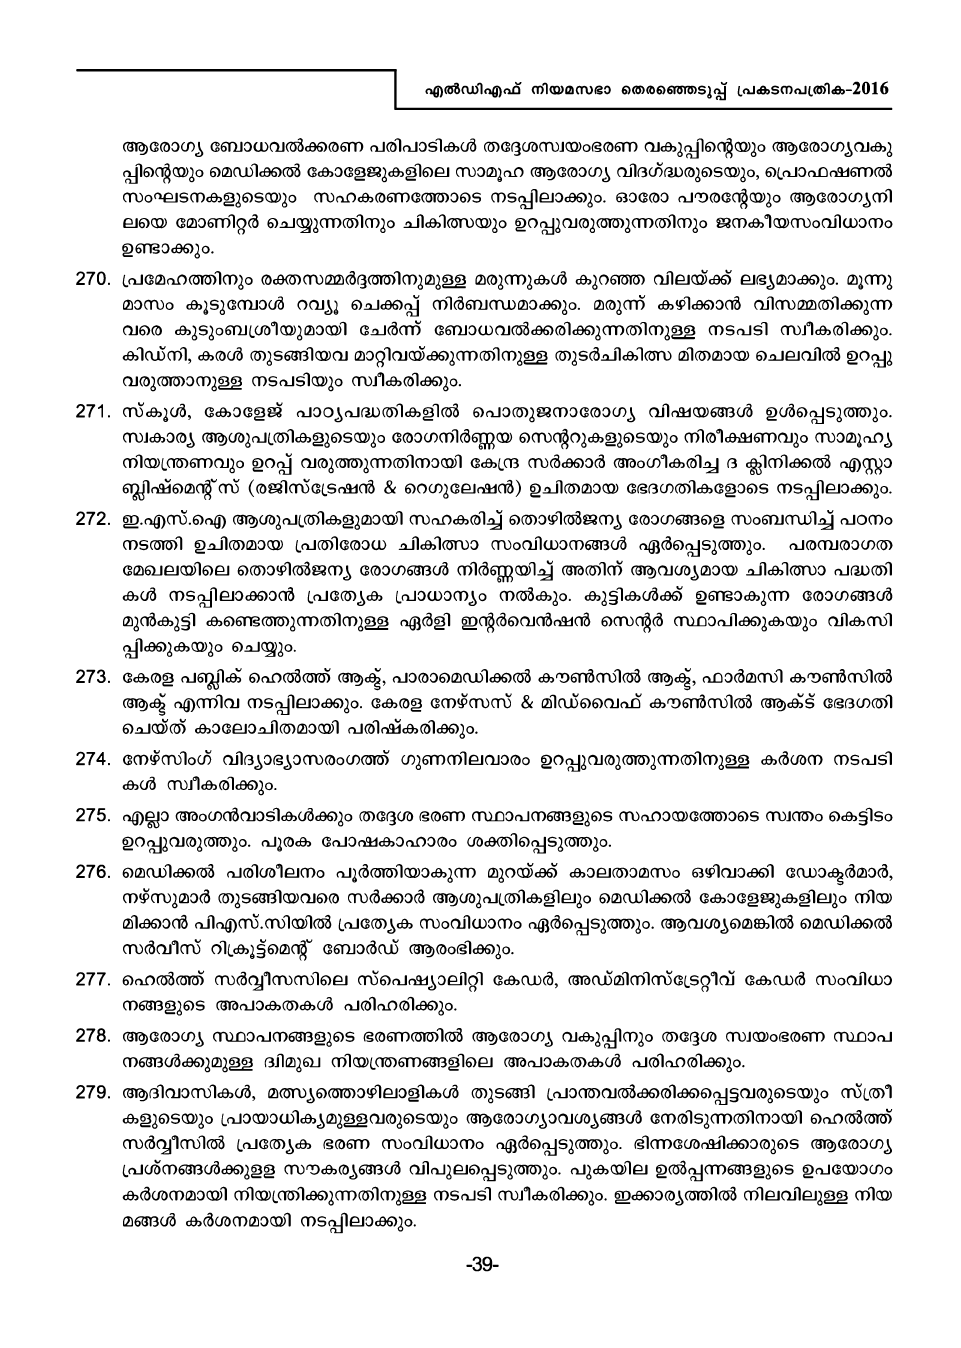 എൽഡിഎഫ് നിയമസഭാ തെരഞ്ഞെടുപ്പ് പ്രകടനപത്രിക-2016
ആരോഗ്യ ബോധവൽക്കരണ പരിപാടികൾ തദ്ദേശസ്വയംഭരണ വകുപ്പിന്റെയും ആരോഗ്യവകു
പ്പിന്റെയും മെഡിക്കൽ കോളേജുകളിലെ സാമൂഹ ആരോഗ്യ വിദഗ്ദ്ധരുടെയും, പ്രൊഫഷണൽ
സംഘടനകളുടെയും സഹകരണത്തോടെ നടപ്പിലാക്കും. ഓരോ പൗരന്റേയും ആരോഗ്യനി
ലയെ മോണിറ്റർ ചെയ്യുന്നതിനും ചികിത്സയും ഉറപ്പുവരുത്തുന്നതിനും ജനകീയസംവിധാനം
ഉണ്ടാക്കും.
270. പ്രമേഹത്തിനും രക്തസമ്മർദ്ദത്തിനുമുള്ള മരുന്നുകൾ കുറഞ്ഞ വിലയ്ക്ക് ലഭ്യമാക്കും. മൂന്നു
മാസം കൂടുമ്പോൾ റവ്യൂ ചെക്കപ്പ് നിർബന്ധമാക്കും. മരുന്ന് കഴിക്കാൻ വിസമ്മതിക്കുന്ന
വരെ കുടുംബശ്രീയുമായി ചേർന്ന് ബോധവൽക്കരിക്കുന്നതിനുള്ള നടപടി സ്വീകരിക്കും.
കിഡ്നി, കരൾ തുടങ്ങിയവ മാറ്റിവയ്ക്കുന്നതിനുള്ള തുടർചികിത്സ മിതമായ ചെലവിൽ ഉറപ്പു
വരുത്താനുള്ള നടപടിയും സ്വീകരിക്കും.
271. സ്കൂൾ, കോളേജ് പാഠ്യപദ്ധതികളിൽ പൊതുജനാരോഗ്യ വിഷയങ്ങൾ ഉൾപ്പെടുത്തും.
സ്വകാര്യ ആശുപത്രികളുടെയും രോഗനിർണ്ണയ സെന്ററുകളുടെയും നിരീക്ഷണവും സാമൂഹ്യ
നിയന്ത്രണവും ഉറപ്പ് വരുത്തുന്നതിനായി കേന്ദ്ര സർക്കാർ അംഗീകരിച്ച ദ ക്ലിനിക്കൽ എസ്റ്റാ
ബ്ലിഷ്മെന്റ്സ് (രജിസ്ട്രേഷൻ & റെഗുലേഷൻ) ഉചിതമായ ഭേദഗതികളോടെ നടപ്പിലാക്കും.
272. ഇ.എസ്.ഐ ആശുപത്രികളുമായി സഹകരിച്ച് തൊഴിൽജന്യ രോഗങ്ങളെ സംബന്ധിച്ച് പഠനം
നടത്തി ഉചിതമായ പ്രതിരോധ ചികിത്സാ സംവിധാനങ്ങൾ ഏർപ്പെടുത്തും. പരമ്പരാഗത
മേഖലയിലെ തൊഴിൽജന്യ രോഗങ്ങൾ നിർണ്ണയിച്ച് അതിന് ആവശ്യമായ ചികിത്സാ പദ്ധതി
കൾ നടപ്പിലാക്കാൻ പ്രത്യേക പ്രാധാന്യം നൽകും. കുട്ടികൾക്ക് ഉണ്ടാകുന്ന രോഗങ്ങൾ
മുൻകുട്ടി കണ്ടെത്തുന്നതിനുള്ള ഏർളി ഇന്റർവെൻഷൻ സെന്റർ സ്ഥാപിക്കുകയും വികസി
പ്പിക്കുകയും ചെയ്യും.
273. കേരള പബ്ലിക് ഹെൽത്ത് ആക്ട്, പാരാമെഡിക്കൽ കൗൺസിൽ ആക്ട്, ഫാർമസി കൗൺസിൽ
ആക്ട് എന്നിവ നടപ്പിലാക്കും. കേരള നേഴ്സസ് & മിഡ്വൈഫ് കൗൺസിൽ ആക്ട് ഭേദഗതി
ചെയ്ത് കാലോചിതമായി പരിഷ്കരിക്കും.
274. നേഴ്സിംഗ് വിദ്യാഭ്യാസരംഗത്ത് ഗുണനിലവാരം ഉറപ്പുവരുത്തുന്നതിനുള്ള കർശന നടപടി
കൾ സ്വീകരിക്കും.
275. എല്ലാ അംഗൻവാടികൾക്കും തദ്ദേശ ഭരണ സ്ഥാപനങ്ങളുടെ സഹായത്തോടെ സ്വന്തം കെട്ടിടം
ഉറപ്പുവരുത്തും. പൂരക പോഷകാഹാരം ശക്തിപ്പെടുത്തും.
276. മെഡിക്കൽ പരിശീലനം പൂർത്തിയാകുന്ന മുറയ്ക്ക് കാലതാമസം ഒഴിവാക്കി ഡോക്ടർമാർ,
നഴ്സുമാർ തുടങ്ങിയവരെ സർക്കാർ ആശുപത്രികളിലും മെഡിക്കൽ കോളേജുകളിലും നിയ
മിക്കാൻ പിഎസ്.സിയിൽ പ്രത്യേക സംവിധാനം ഏർപ്പെടുത്തും. ആവശ്യമെങ്കിൽ മെഡിക്കൽ
സർവീസ് റിക്രൂട്ട്മെന്റ് ബോർഡ് ആരംഭിക്കും.
277. ഹെൽത്ത് സർവ്വീസസിലെ സ്പെഷ്യാലിറ്റി കേഡർ, അഡ്മിനിസ്ട്രേറ്റീവ് കേഡർ സംവിധാ
നങ്ങളുടെ അപാകതകൾ പരിഹരിക്കും.
278. ആരോഗ്യ സ്ഥാപനങ്ങളുടെ ഭരണത്തിൽ ആരോഗ്യ വകുപ്പിനും തദ്ദേശ സ്വയംഭരണ സ്ഥാപ
നങ്ങൾക്കുമുള്ള ദ്വിമുഖ നിയന്ത്രണങ്ങളിലെ അപാകതകൾ പരിഹരിക്കും.
279. ആദിവാസികൾ, മത്സ്യത്തൊഴിലാളികൾ തുടങ്ങി പ്രാന്തവൽക്കരിക്കപ്പെട്ടവരുടെയും സ്ത്രീ
കളുടെയും പ്രായാധിക്യമുള്ളവരുടെയും ആരോഗ്യാവശ്യങ്ങൾ നേരിടുന്നതിനായി ഹെൽത്ത്
സർവ്വീസിൽ പ്രത്യേക ഭരണ സംവിധാനം ഏർപ്പെടുത്തും. ഭിന്നശേഷിക്കാരുടെ ആരോഗ്യ
പ്രശ്നങ്ങൾക്കുളള സൗകര്യങ്ങൾ വിപുലപ്പെടുത്തും. പുകയില ഉൽപ്പന്നങ്ങളുടെ ഉപയോഗം
കർശനമായി നിയന്ത്രിക്കുന്നതിനുള്ള നടപടി സ്വീകരിക്കും. ഇക്കാര്യത്തിൽ നിലവിലുള്ള നിയ
മങ്ങൾ കർശനമായി നടപ്പിലാക്കും.
-39-